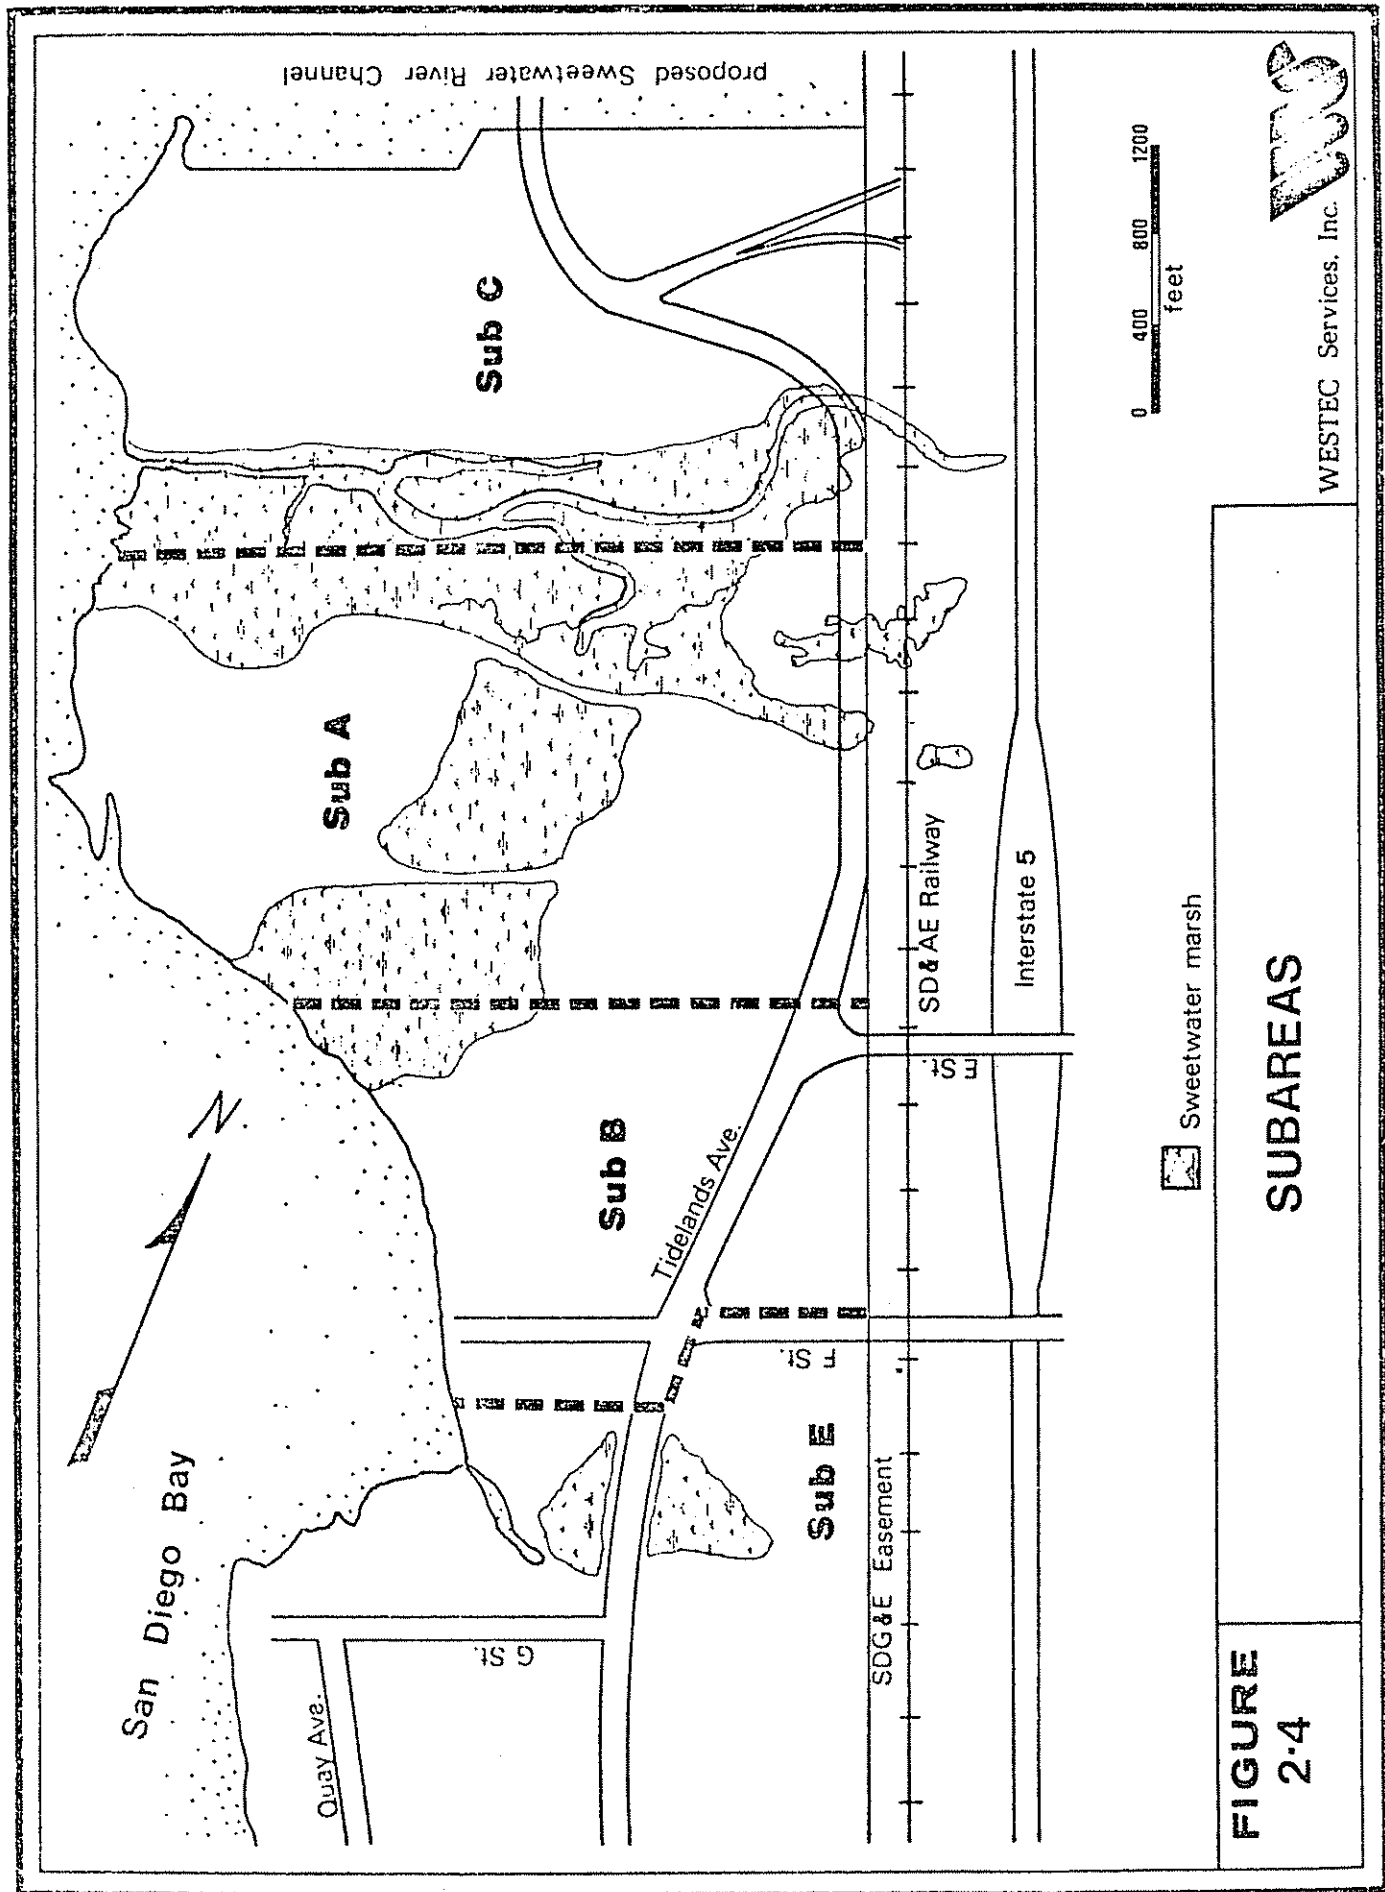 San Diego Bay
N
proposed Sweetwater River Channel
Sub A
Sub B
Sub C
Sub E
Quay Ave.
G St.
F St.
E St.
Tidelands Ave.
SDG&E Easement
SD&AE Railway
Interstate 5
Sweetwater marsh
0 400 800 1200
feet
FIGURE
2·4
SUBAREAS
WESTEC Services, Inc.